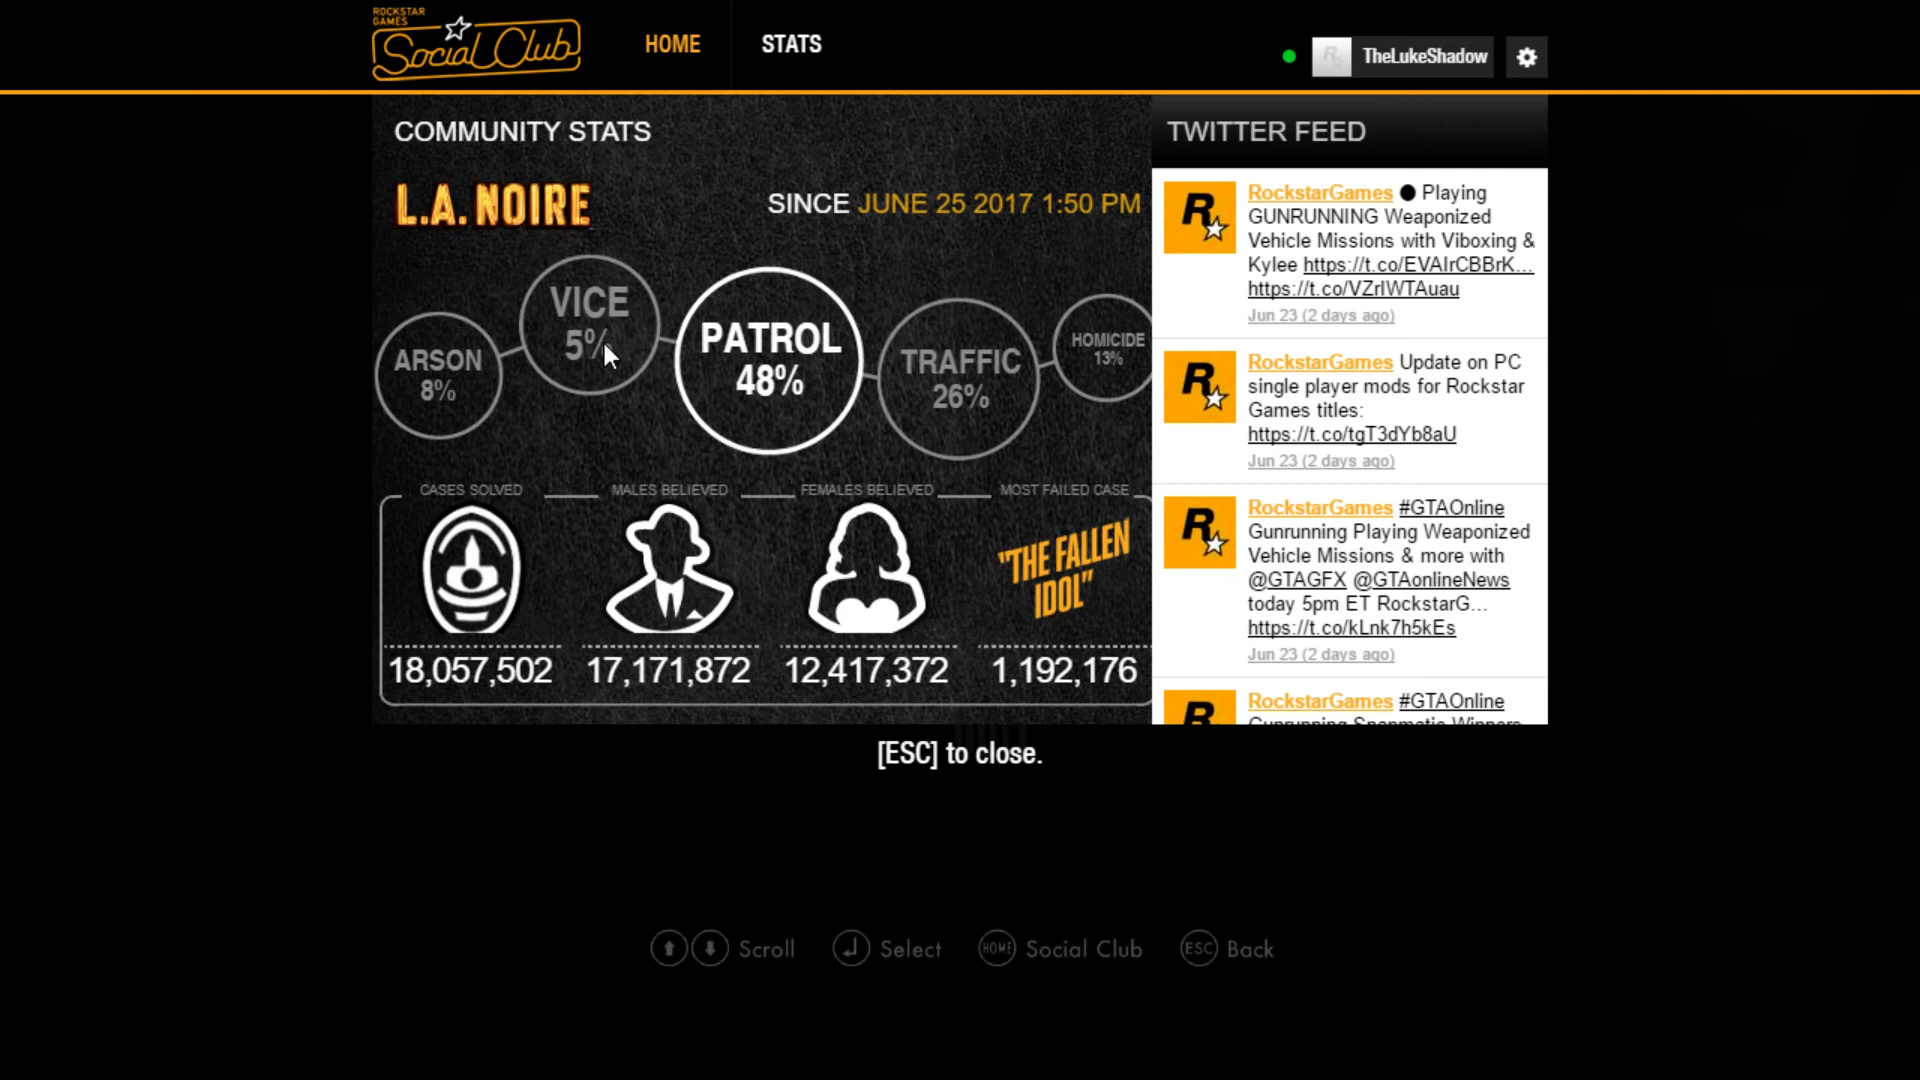 ROCKSTAR
GAMES
Social Club
HOME
STATS
TheLukeShadow
COMMUNITY STATS
L.A. NOIRE
SINCE JUNE 25 2017 1:50 PM
ARSON
8%
VICE
5%
PATROL
48%
TRAFFIC
26%
HOMICIDE
13%
CASES SOLVED
MALES BELIEVED
FEMALES BELIEVED
MOST FAILED CASE
"THE FALLEN
IDOL"
18,057,502
17,171,872
12,417,372
1,192,176
TWITTER FEED
RockstarGames ● Playing
GUNRUNNING Weaponized
Vehicle Missions with Viboxing &
Kylee https://t.co/EVAIrCBBrK…
https://t.co/VZrIWTAuau
Jun 23 (2 days ago)
RockstarGames Update on PC
single player mods for Rockstar
Games titles:
https://t.co/tgT3dYb8aU
Jun 23 (2 days ago)
RockstarGames #GTAOnline
Gunrunning Playing Weaponized
Vehicle Missions & more with
@GTAGFX @GTAonlineNews
today 5pm ET RockstarG…
https://t.co/kLnk7h5kEs
Jun 23 (2 days ago)
RockstarGames #GTAOnline
Gunrunning Snapmatic Winners
[ESC] to close.
Scroll
Select
HOME Social Club
ESC Back